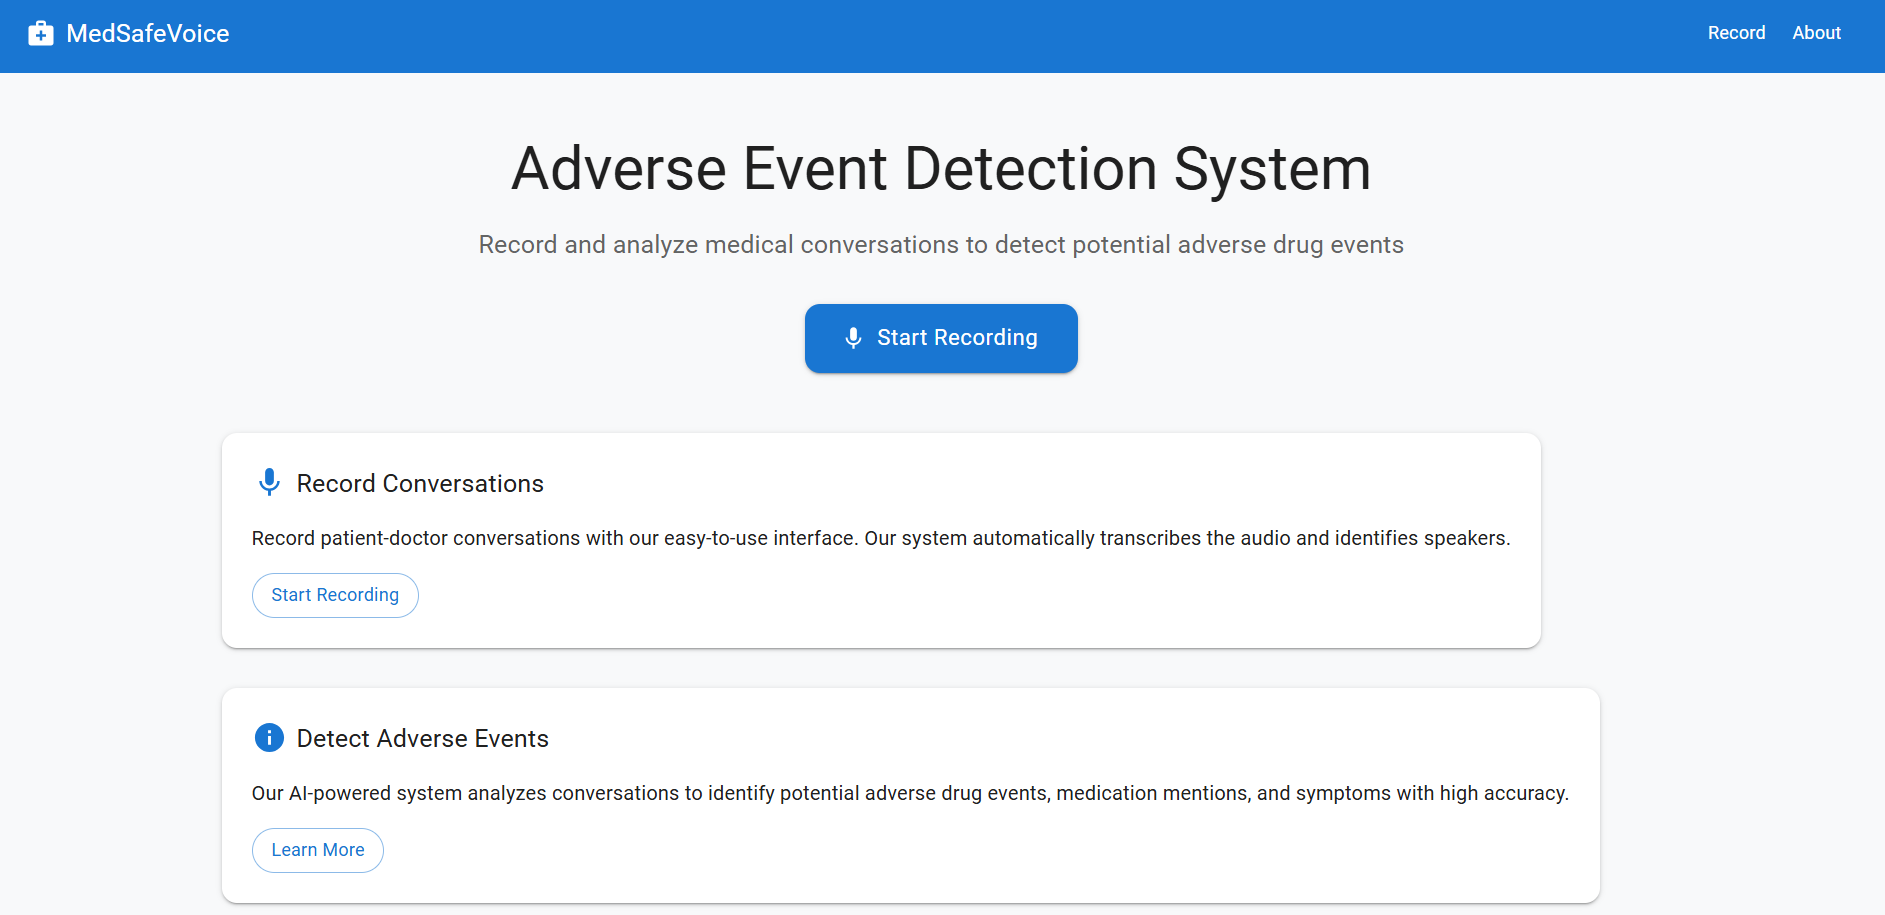 MedSafeVoice
Record
About
Adverse Event Detection System
Record and analyze medical conversations to detect potential adverse drug events
Start Recording
Record Conversations
Record patient-doctor conversations with our easy-to-use interface. Our system automatically transcribes the audio and identifies speakers.
Start Recording
Detect Adverse Events
Our AI-powered system analyzes conversations to identify potential adverse drug events, medication mentions, and symptoms with high accuracy.
Learn More